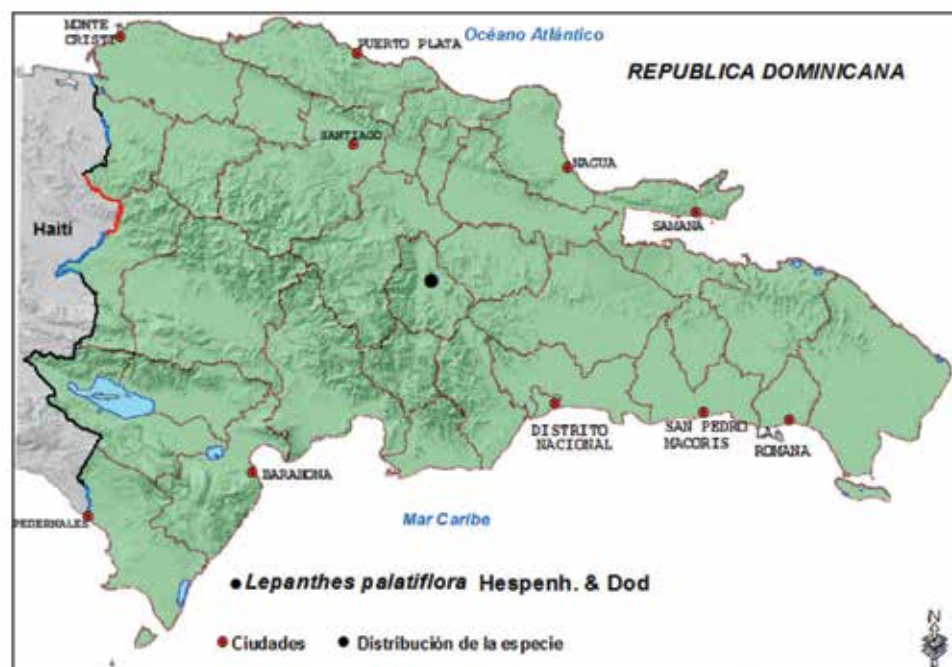 MONTE
CRISTI
PUERTO PLATA
Océano Atlántico
REPUBLICA DOMINICANA
SANTIAGO
NAGUA
SAMANA
Haití
DISTRITO
NACIONAL
SAN PEDRO
MACORIS
LA
ROMANA
BARAHONA
PEDERNALES
Mar Caribe
Lepanthes palatiflora Hespenh. & Dod
Ciudades
Distribución de la especie